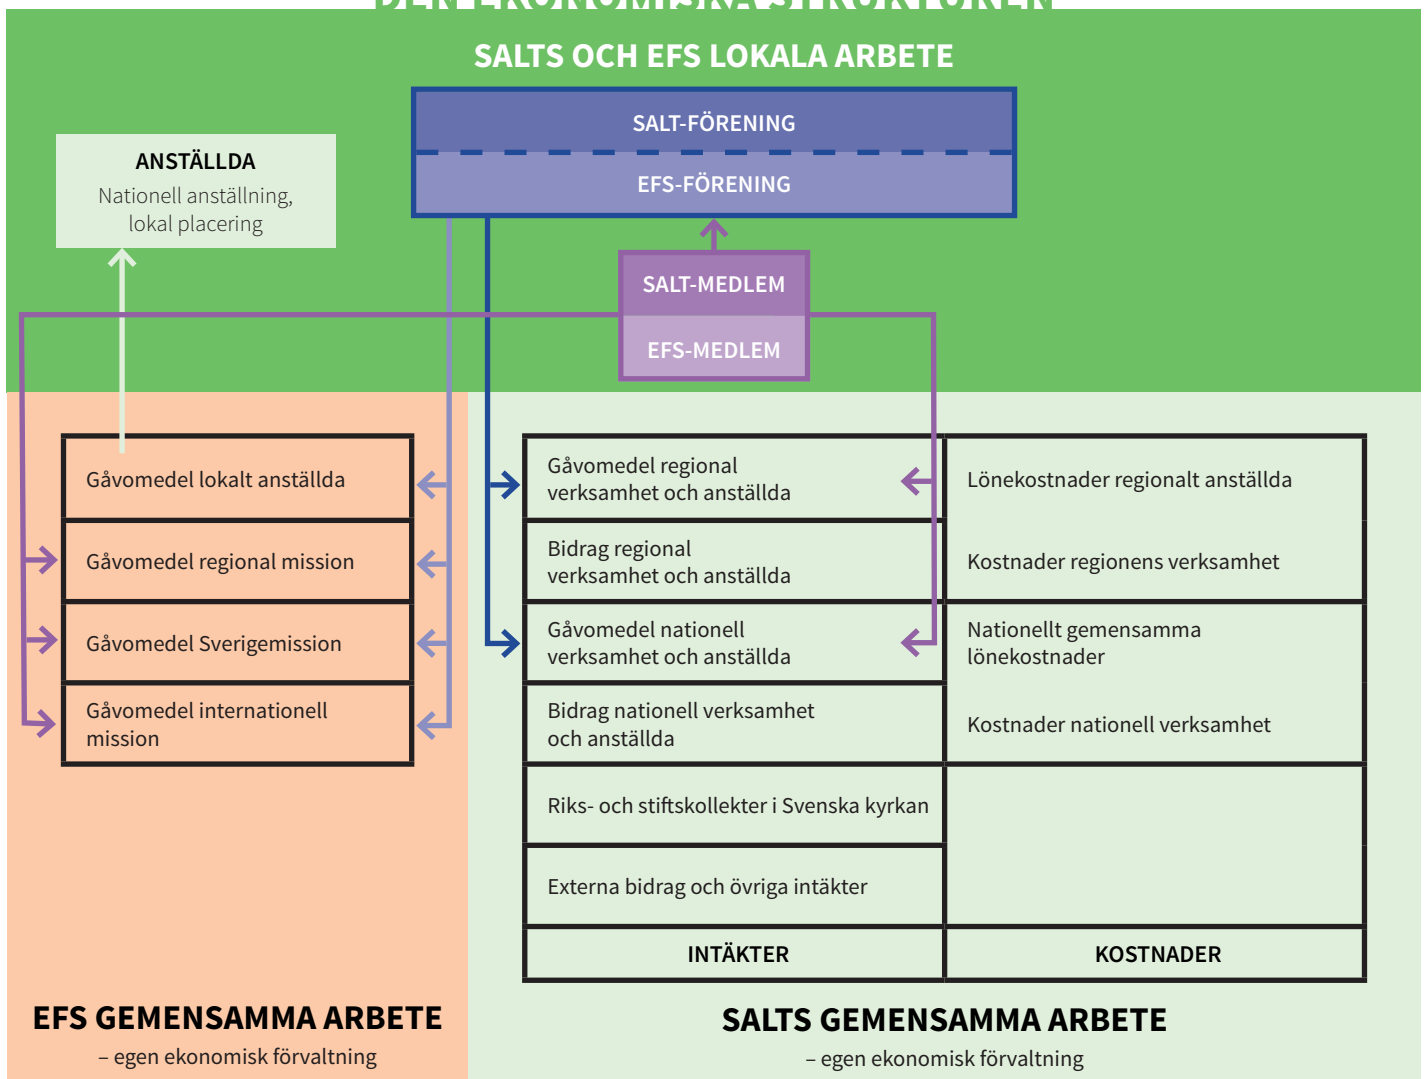 DEN EKONOMISKA STRUKTUREN
SALTS OCH EFS LOKALA ARBETE
SALT-FÖRENING
EFS-FÖRENING
ANSTÄLLDA
Nationell anställning,
lokal placering
SALT-MEDLEM
EFS-MEDLEM
Gåvomedel lokalt anställda
Gåvomedel regional mission
Gåvomedel Sverigemission
Gåvomedel internationell
mission
Gåvomedel regional
verksamhet och anställda
Lönekostnader regionalt anställda
Bidrag regional
verksamhet och anställda
Kostnader regionens verksamhet
Gåvomedel nationell
verksamhet och anställda
Nationellt gemensamma
lönekostnader
Bidrag nationell verksamhet
och anställda
Kostnader nationell verksamhet
Riks- och stiftskollekter i Svenska kyrkan
Externa bidrag och övriga intäkter
INTÄKTER
KOSTNADER
EFS GEMENSAMMA ARBETE
– egen ekonomisk förvaltning
SALTS GEMENSAMMA ARBETE
– egen ekonomisk förvaltning